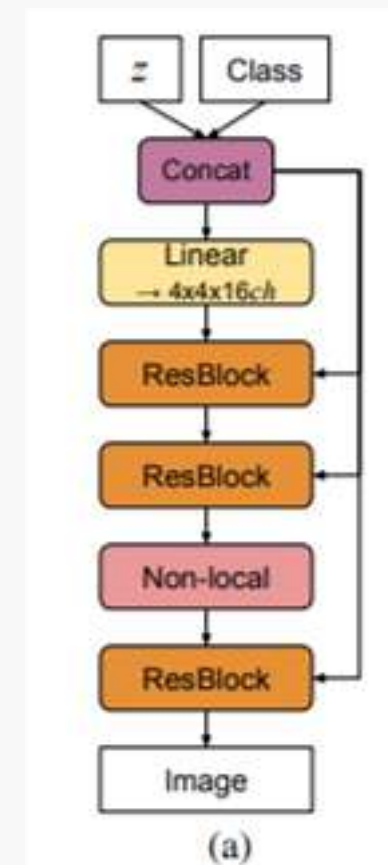 z
Class
Concat
Linear
→ 4x4x16ch
ResBlock
ResBlock
Non-local
ResBlock
Image
(a)